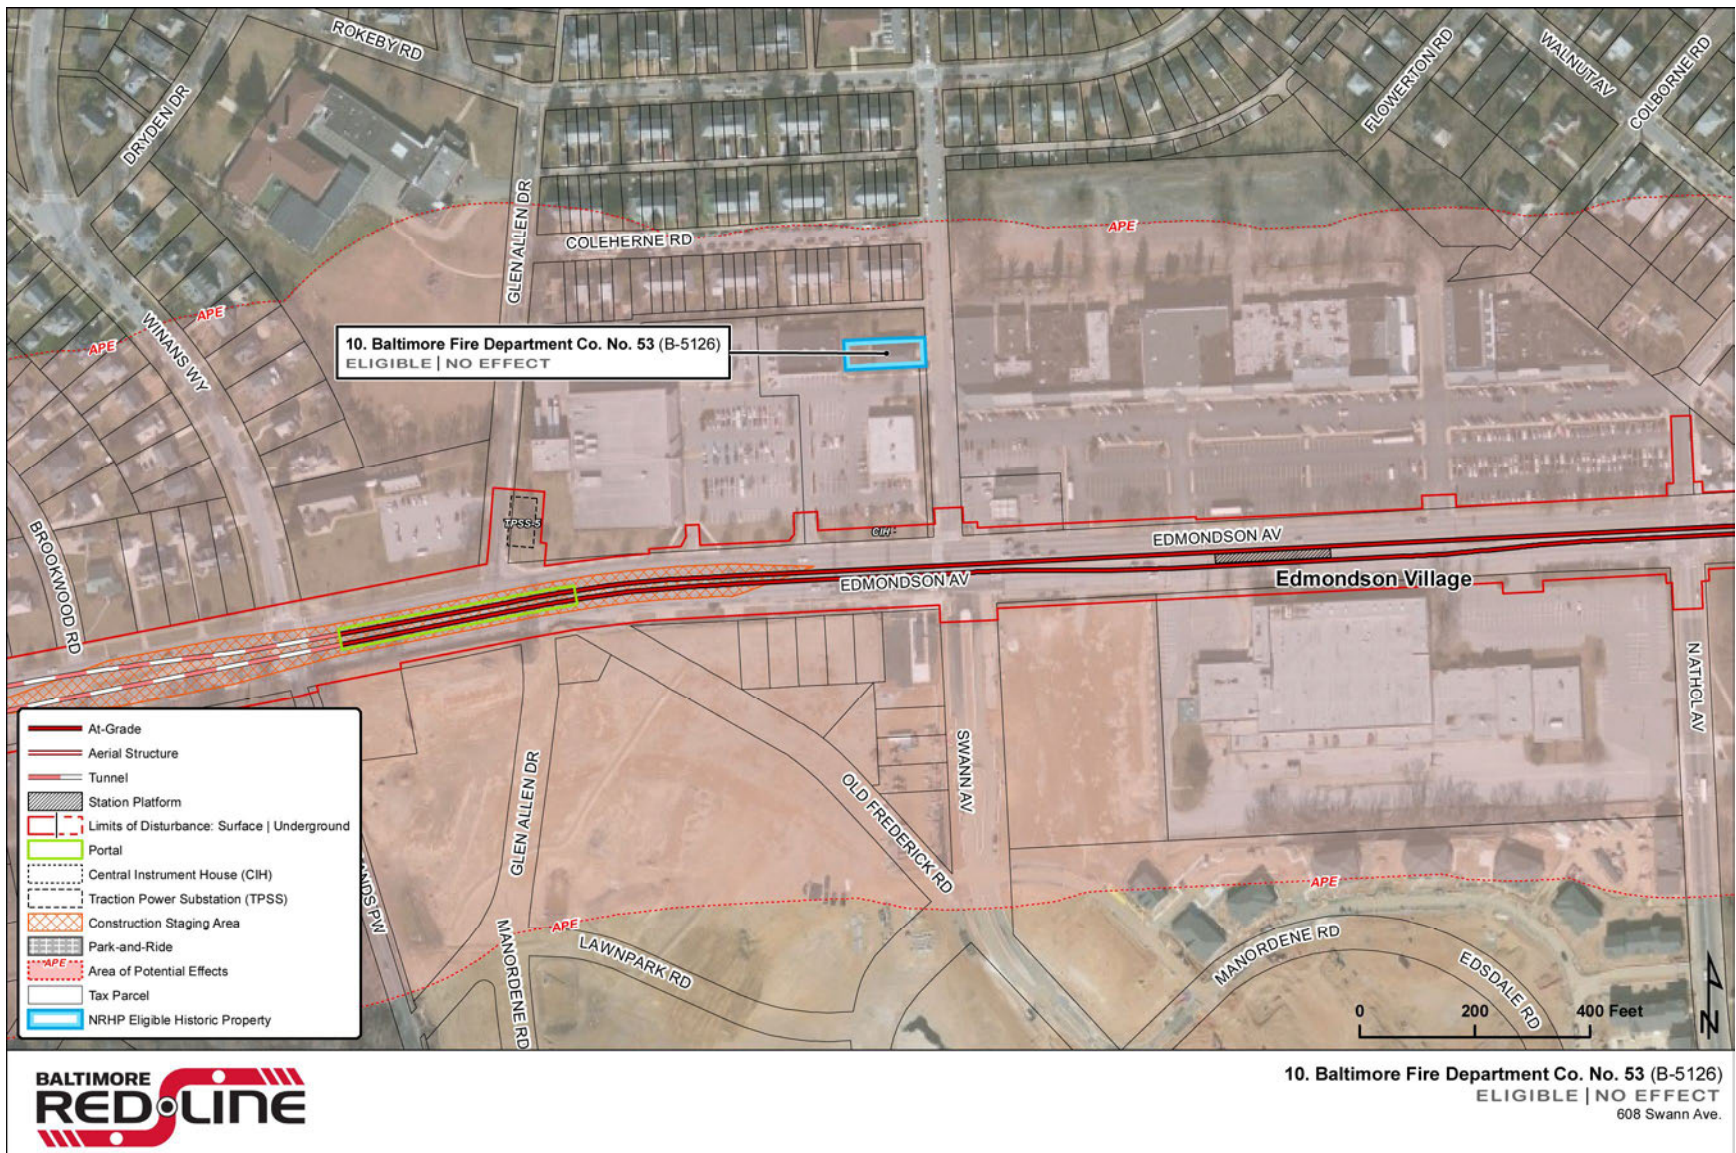 ROKEBY RD
DRYDEN DR
GLEN ALLEN DR
WINANS WY
BROOKWOOD RD
FLOWERTON RD
WALNUT AV
COLBORNE RD
COLEHERNE RD
APE
APE
APE
APE
10. Baltimore Fire Department Co. No. 53 (B-5126)
ELIGIBLE | NO EFFECT
TPSS-5
CIH
EDMONDSON AV
EDMONDSON AV
Edmondson Village
N ATHOL AV
SWANN AV
OLD FREDERICK RD
GLEN ALLEN DR
MANORDENE RD
LAWNPARK RD
MANORDENE RD
EDSDALE RD
APE
APE
PW
At-Grade
Aerial Structure
Tunnel
Station Platform
Limits of Disturbance: Surface | Underground
Portal
Central Instrument House (CIH)
Traction Power Substation (TPSS)
Construction Staging Area
Park-and-Ride
APE
Area of Potential Effects
Tax Parcel
NRHP Eligible Historic Property
0 200 400 Feet
N
BALTIMORE
RED LINE
10. Baltimore Fire Department Co. No. 53 (B-5126)
ELIGIBLE | NO EFFECT
608 Swann Ave.